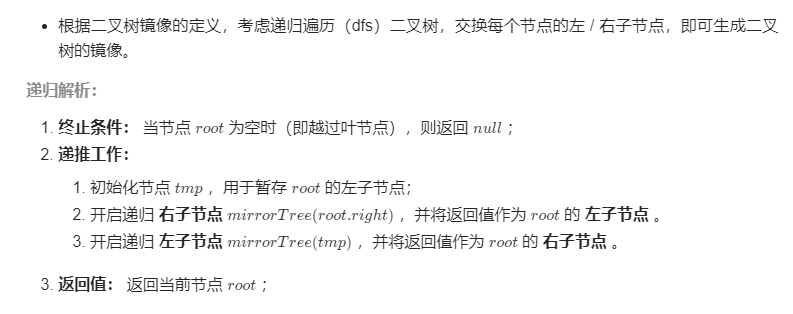 • 根据二叉树镜像的定义，考虑递归遍历（dfs）二叉树，交换每个节点的左 / 右子节点，即可生成二叉
树的镜像。
递归解析：
1. 终止条件： 当节点 root 为空时（即越过叶节点），则返回 null ；
2. 递推工作：
1. 初始化节点 tmp ，用于暂存 root 的左子节点；
2. 开启递归 右子节点 mirrorTree(root.right) ，并将返回值作为 root 的 左子节点 。
3. 开启递归 左子节点 mirrorTree(tmp) ，并将返回值作为 root 的 右子节点 。
3. 返回值： 返回当前节点 root ；